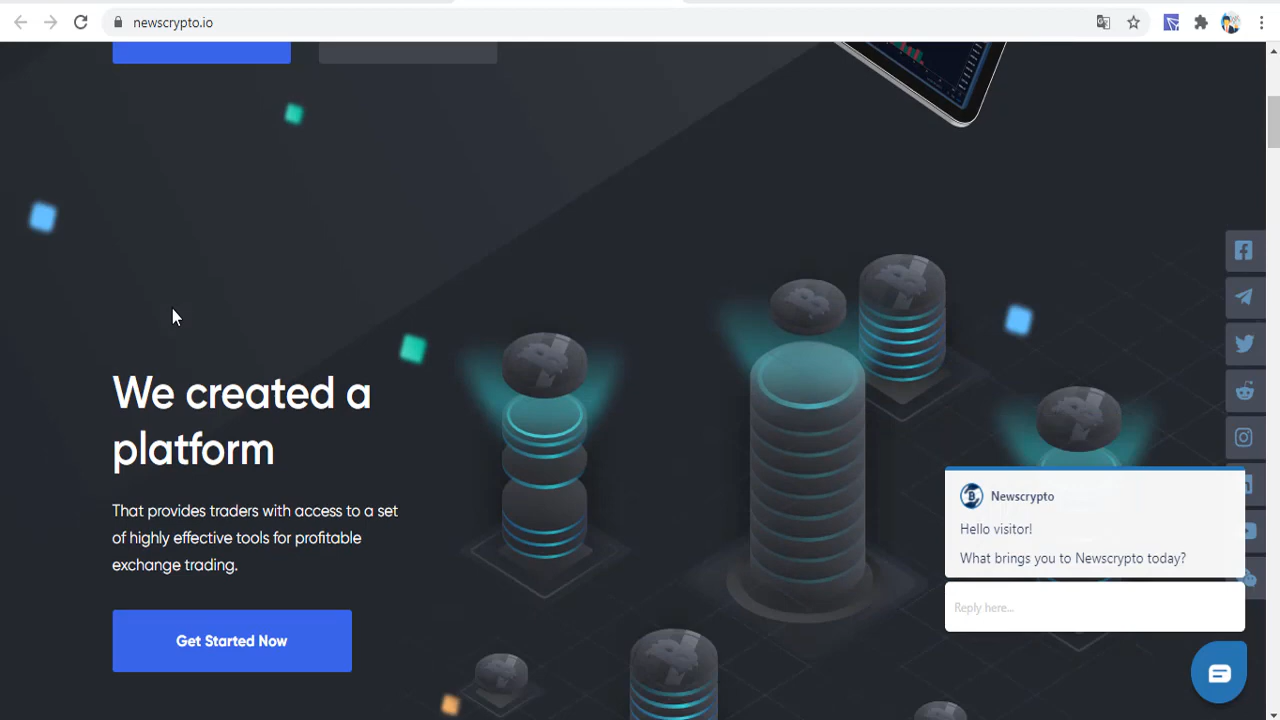 newscrypto.io
We created a
platform
That provides traders with access to a set
of highly effective tools for profitable
exchange trading.
Get Started Now
Newscrypto
Hello visitor!
What brings you to Newscrypto today?
Reply here...